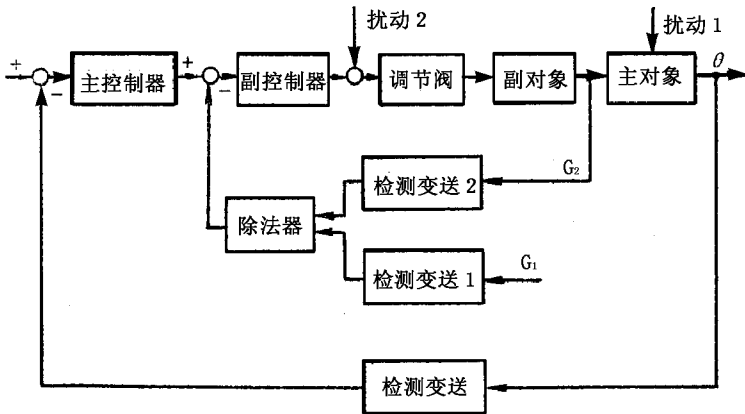 扰动 2
扰动 1
+
-
主控制器
+
-
副控制器
调节阀
副对象
主对象
θ
检测变送 2
G₂
除法器
检测变送 1
G₁
检测变送